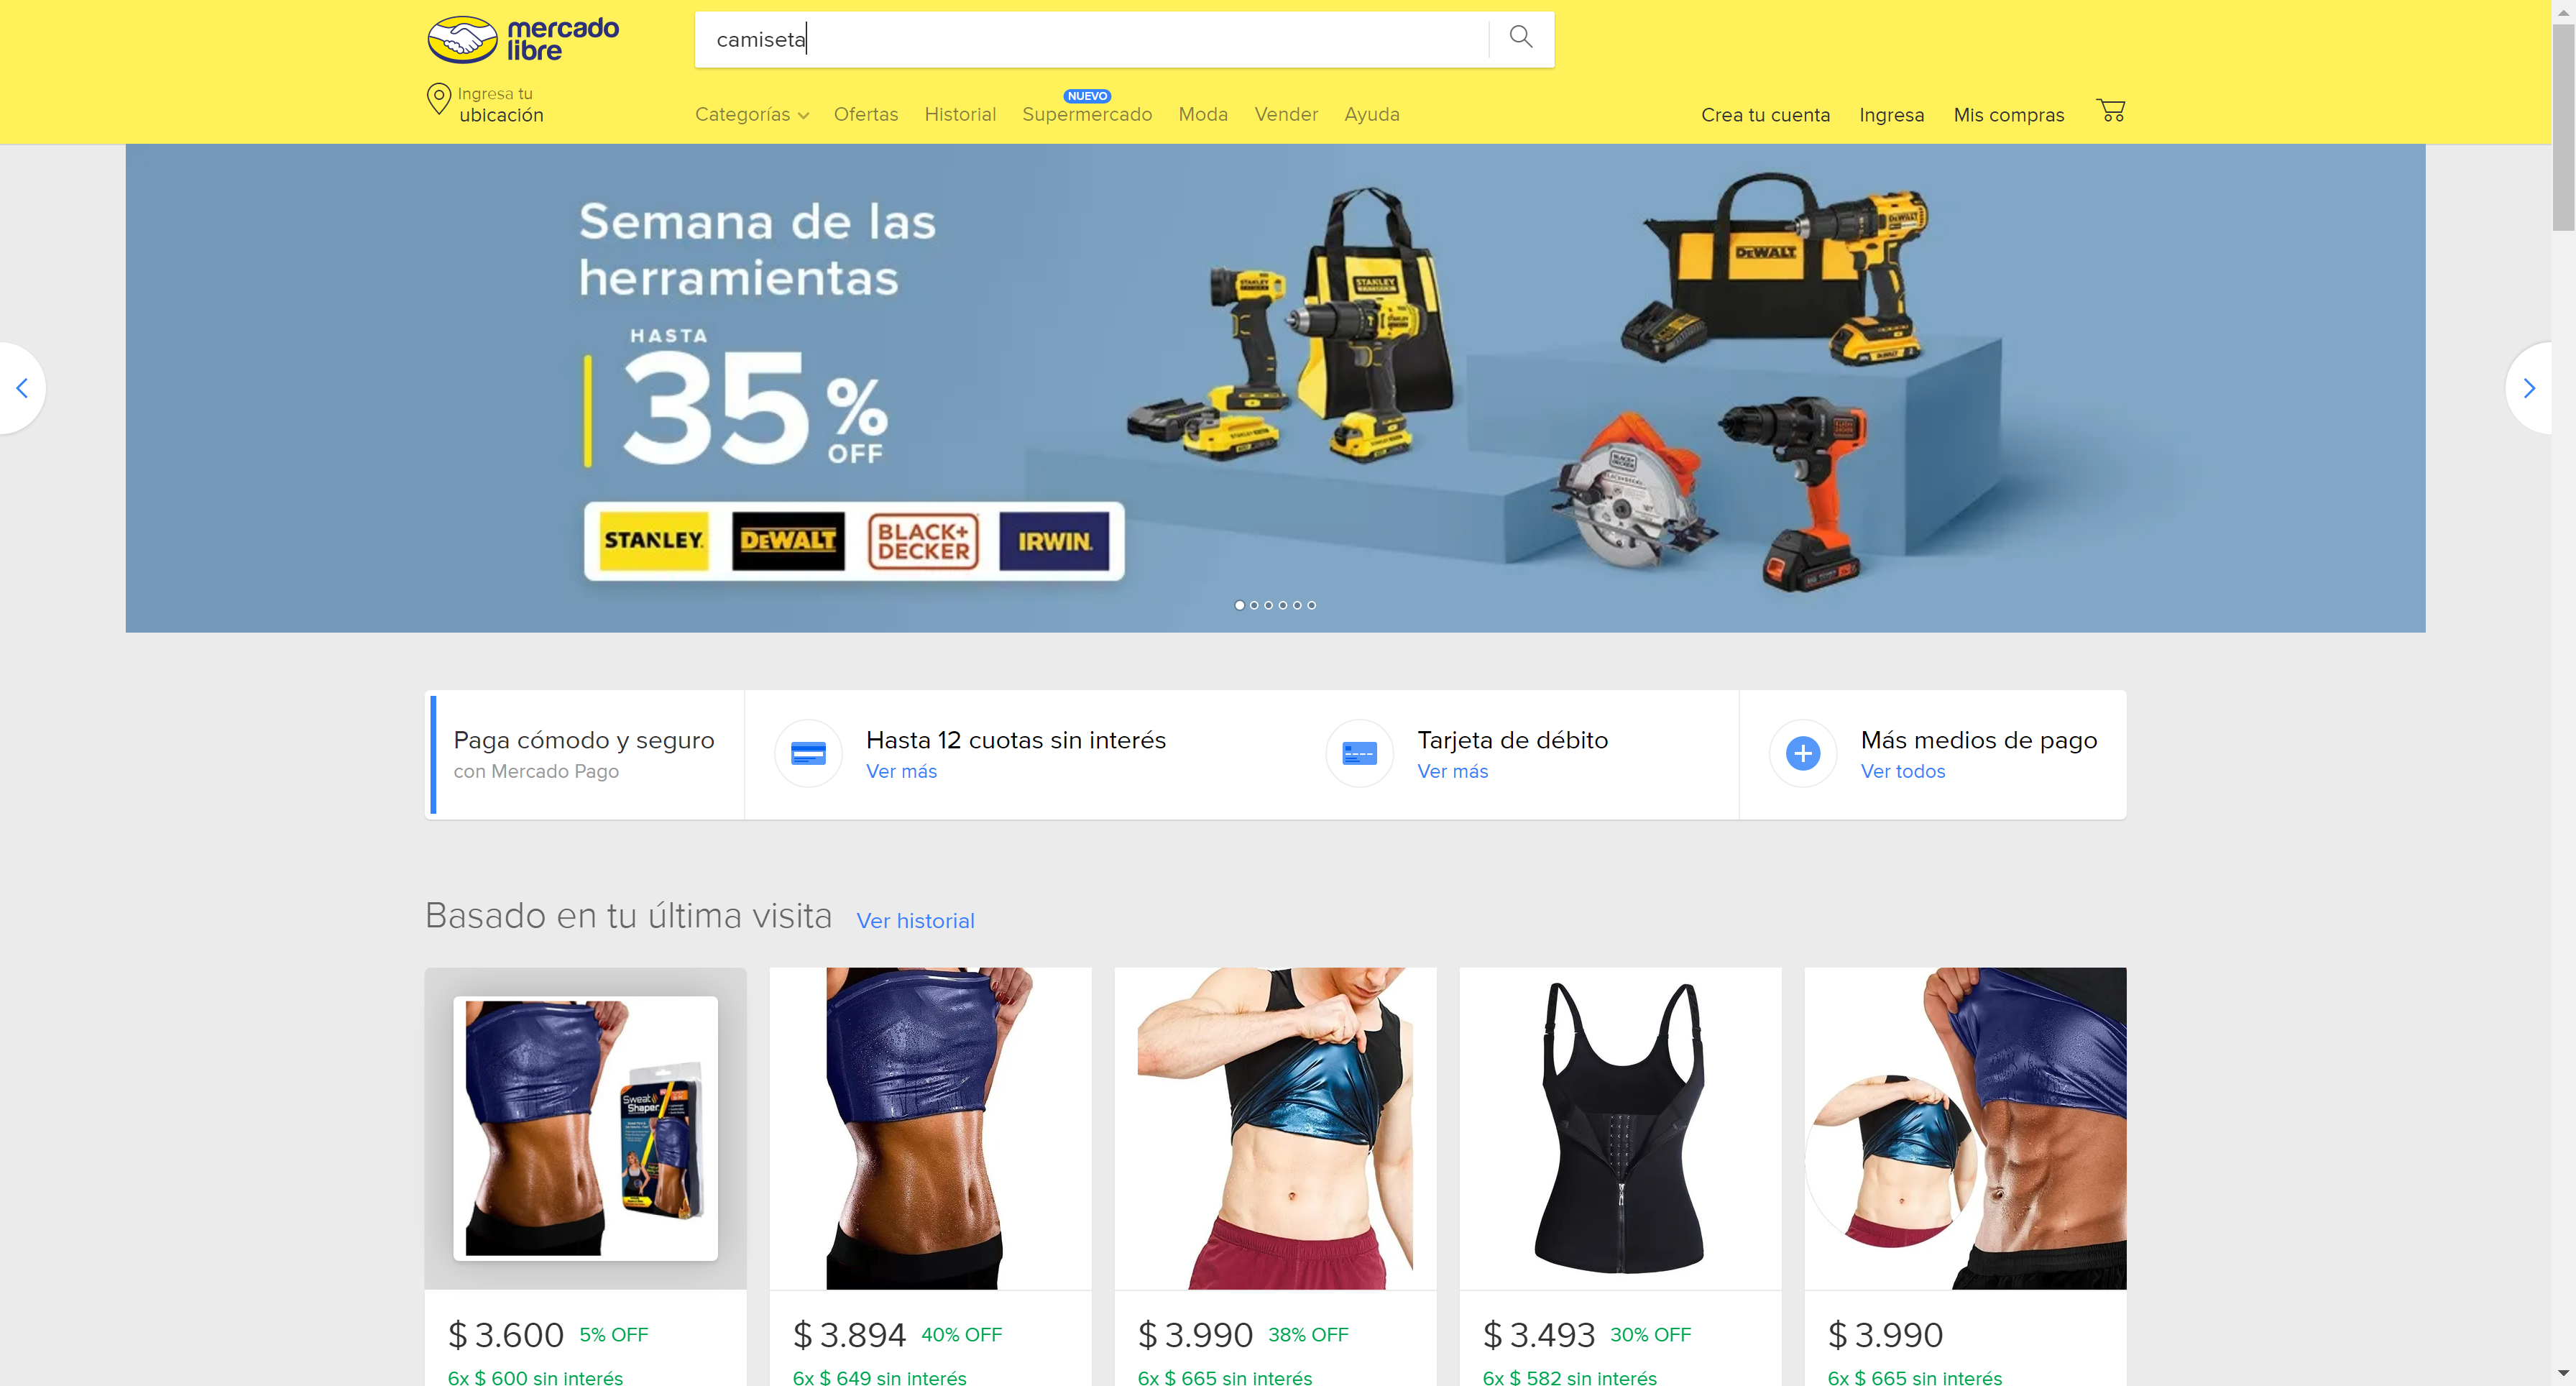 mercado
libre
camiseta
Ingresa tu
ubicación
Categorías
Ofertas
Historial
NUEVO
Supermercado
Moda
Vender
Ayuda
Crea tu cuenta
Ingresa
Mis compras
Semana de las
herramientas
HASTA
35%
OFF
STANLEY
DEWALT
BLACK+
DECKER
IRWIN
STANLEY
STANLEY
DEWALT
DEWALT
Paga cómodo y seguro
con Mercado Pago
Hasta 12 cuotas sin interés
Ver más
Tarjeta de débito
Ver más
Más medios de pago
Ver todos
Basado en tu última visita
Ver historial
Sweat
Shaper
$ 3.600 5% OFF
6x $ 600 sin interés
$ 3.894 40% OFF
6x $ 649 sin interés
$ 3.990 38% OFF
6x $ 665 sin interés
$ 3.493 30% OFF
6x $ 582 sin interés
$ 3.990
6x $ 665 sin interés